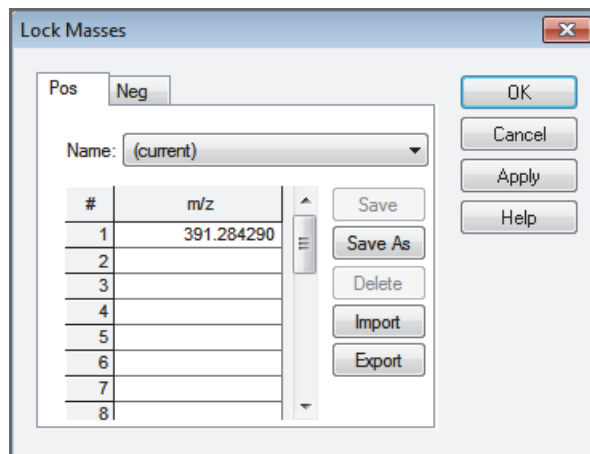 Lock Masses
Pos
Neg
Name: (current)
# m/z
1 391.284290
2
3
4
5
6
7
8
Save
Save As
Delete
Import
Export
OK
Cancel
Apply
Help